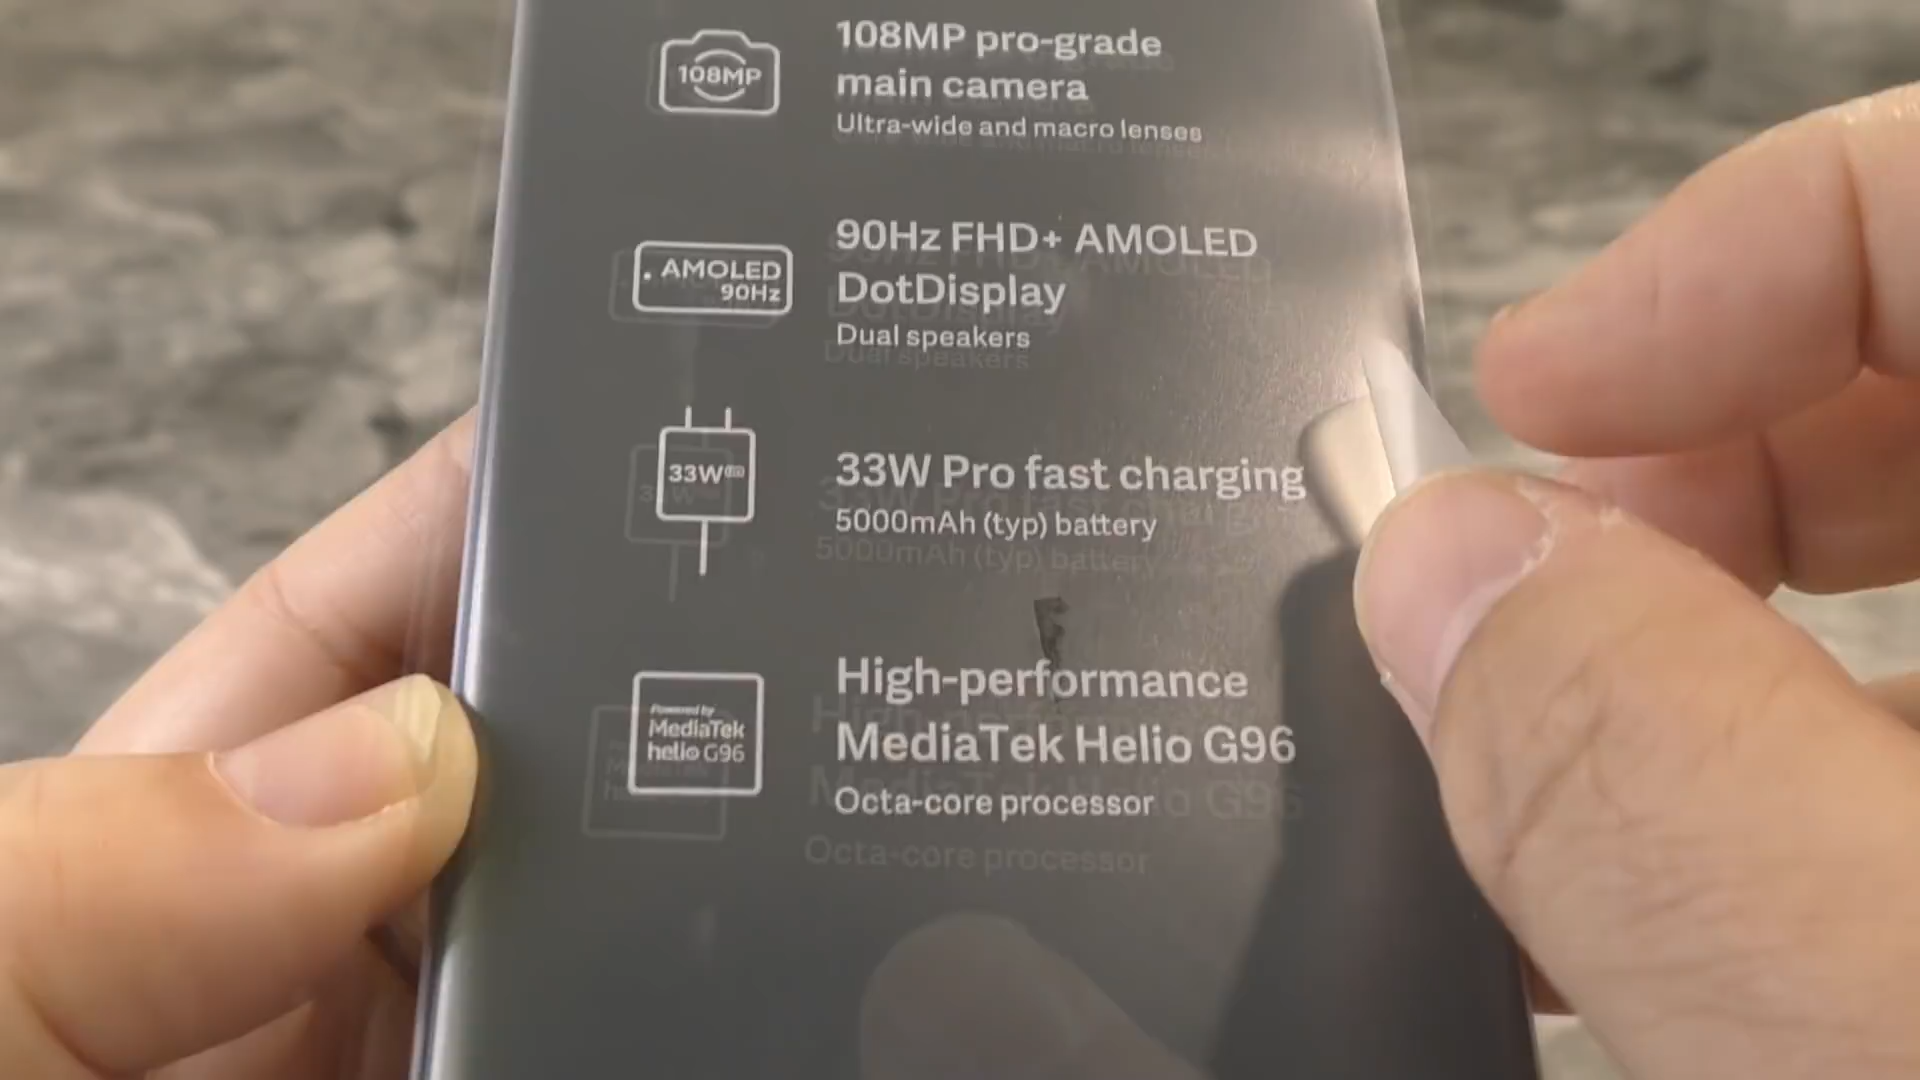 108MP
108MP pro-grade
main camera
Ultra-wide and macro lenses
AMOLED
90Hz
90Hz FHD+ AMOLED
DotDisplay
Dual speakers
33W
33W Pro fast charging
5000mAh (typ) battery
Powered by
MediaTek
helio G96
High-performance
MediaTek Helio G96
Octa-core processor